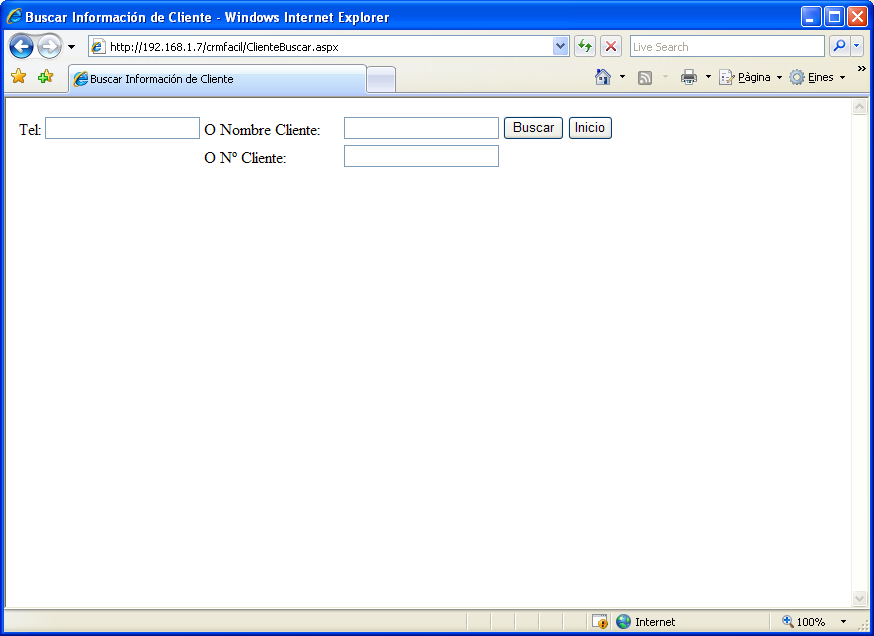 Buscar Información de Cliente - Windows Internet Explorer
http://192.168.1.7/crmfacil/ClienteBuscar.aspx
Live Search
Buscar Información de Cliente
Pàgina
Eines
»
Tel:
O Nombre Cliente:
Buscar
Inicio
O Nº Cliente:
Internet
100%